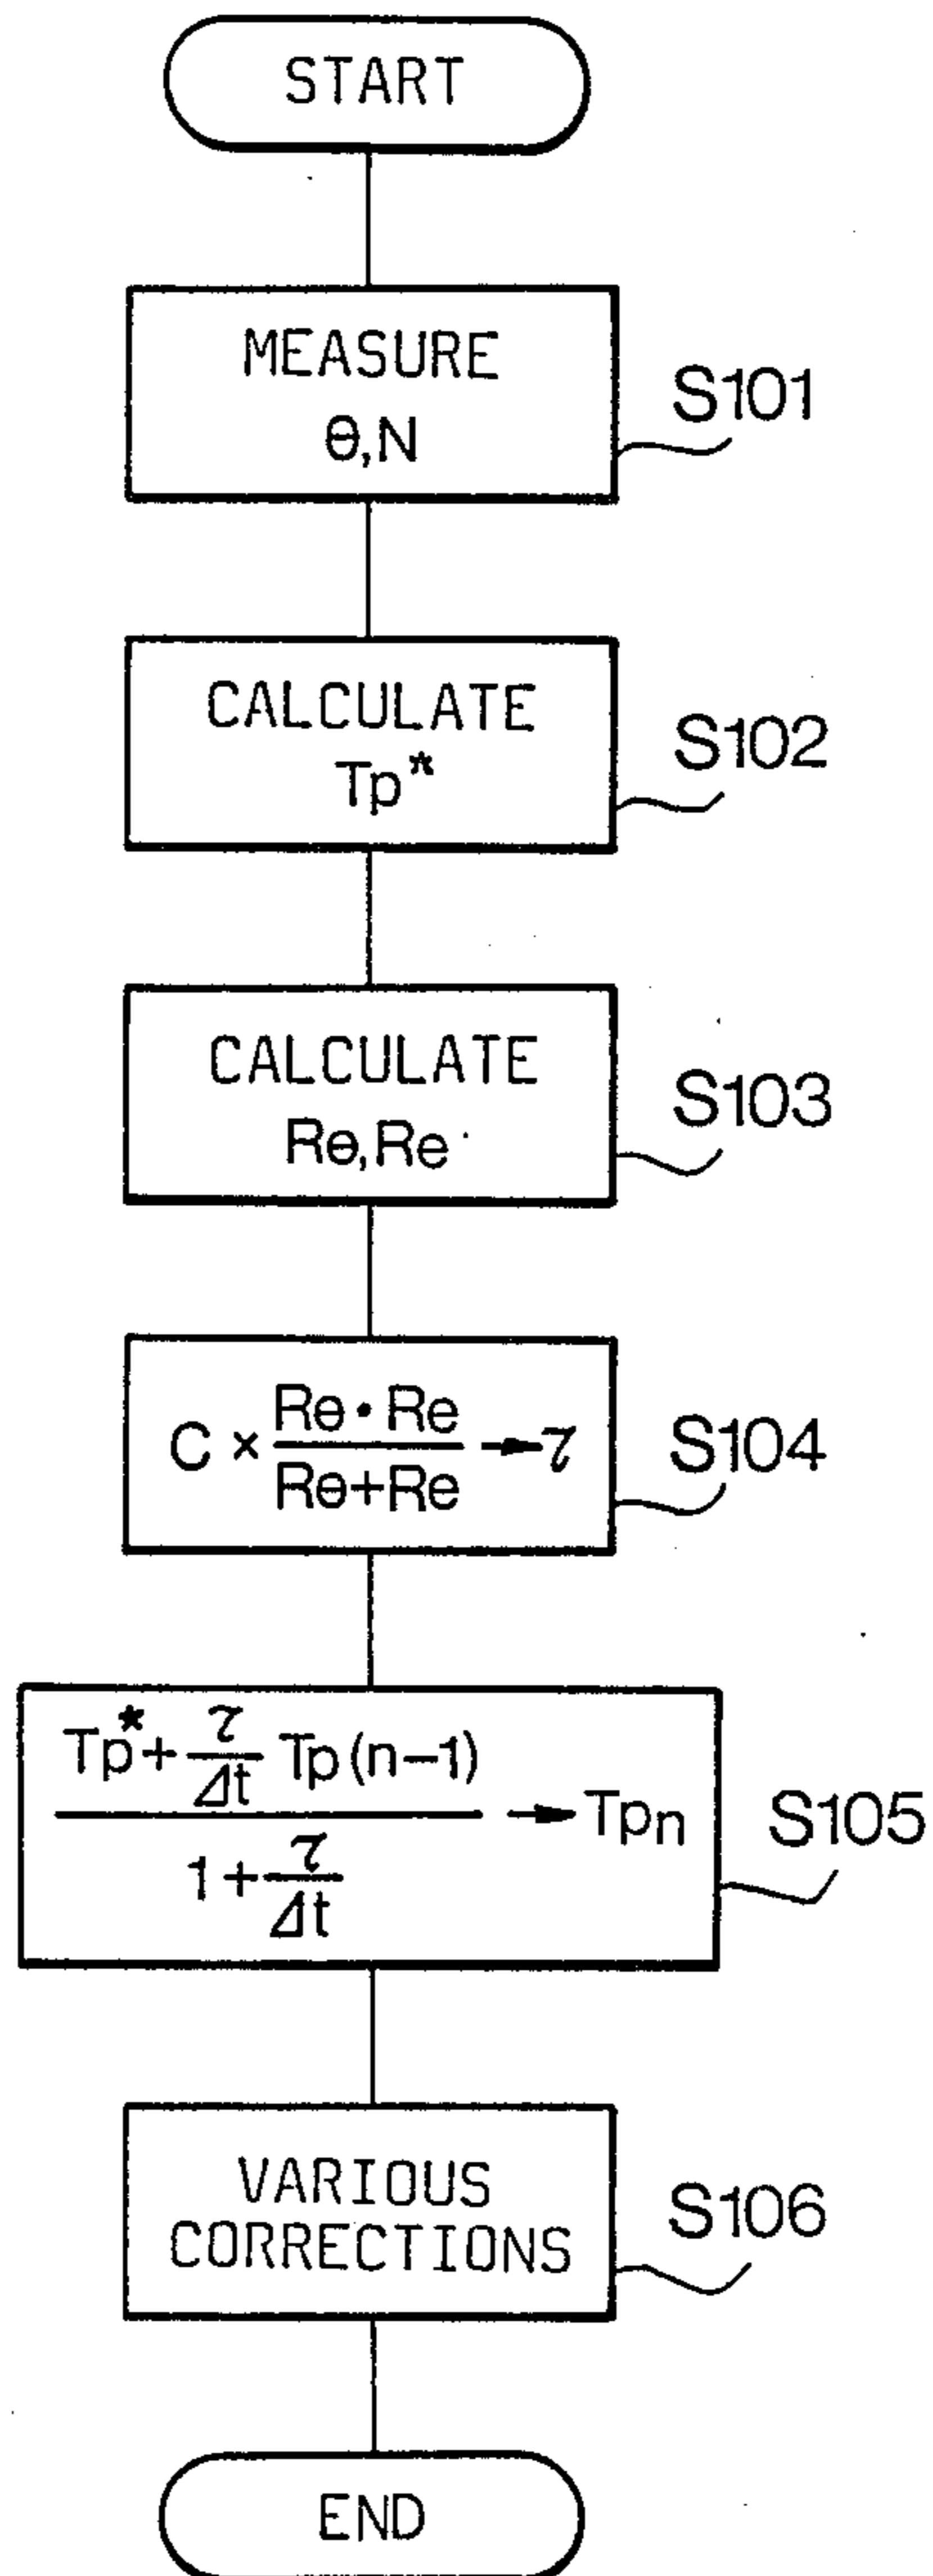 START
MEASURE
θ,N
S101
CALCULATE
Tp*
S102
CALCULATE
Rθ,Re
S103
C × Rθ・Re / Rθ+Re → τ
S104
Tp* + τ/Δt Tp(n−1) / 1 + τ/Δt → Tpn
S105
VARIOUS
CORRECTIONS
S106
END